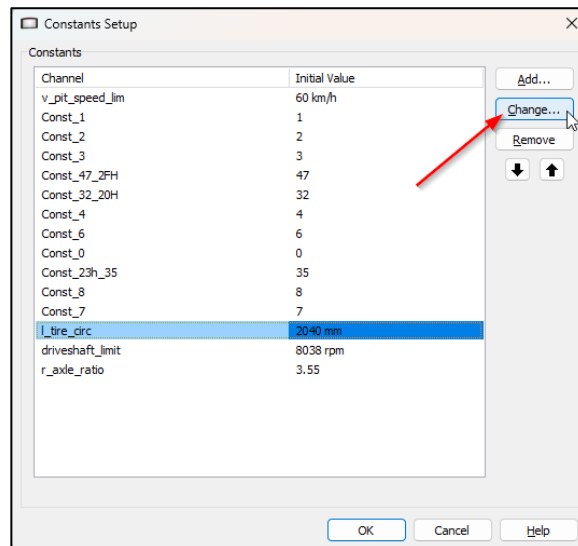 Constants Setup
Constants
Channel Initial Value
v_pit_speed_lim 60 km/h
Const_1 1
Const_2 2
Const_3 3
Const_47_2FH 47
Const_32_20H 32
Const_4 4
Const_6 6
Const_0 0
Const_23h_35 35
Const_8 8
Const_7 7
l_tire_circ 2040 mm
driveshaft_limit 8038 rpm
r_axle_ratio 3.55
Add...
Change...
Remove
OK Cancel Help